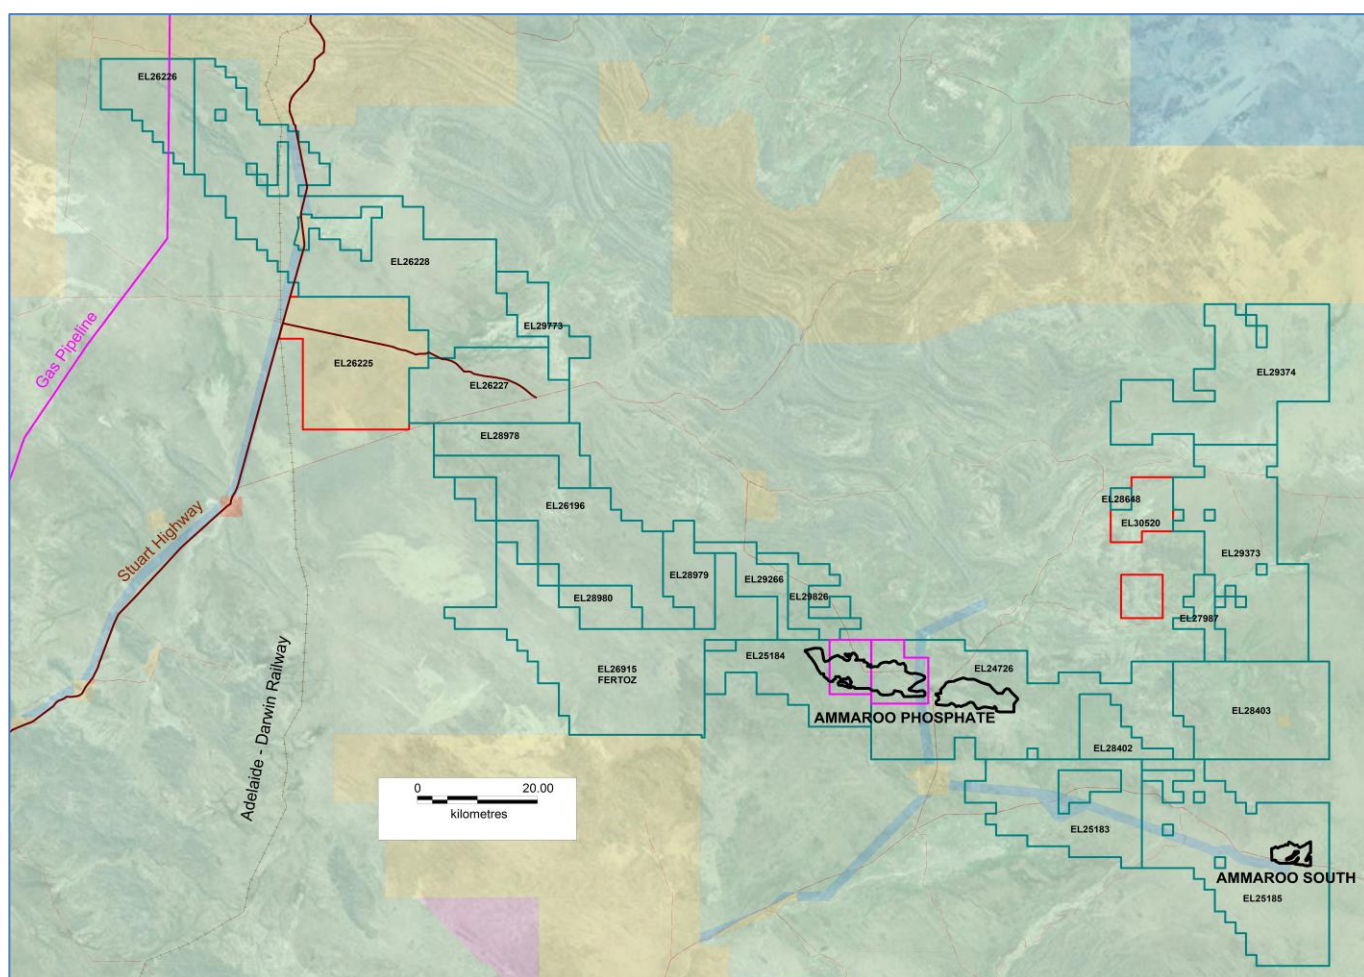 EL26226
EL26228
EL29773
Gas Pipeline
EL26225
EL26227
EL29374
EL28978
EL28648
EL26196
EL30520
Stuart Highway
EL29373
EL28979
EL29266
EL28980
EL29826
EL27987
Adelaide - Darwin Railway
EL25184
EL26915
FERTOZ
EL24726
EL28403
AMMAROO PHOSPHATE
EL28402
0 20.00
kilometres
EL25183
AMMAROO SOUTH
EL25185